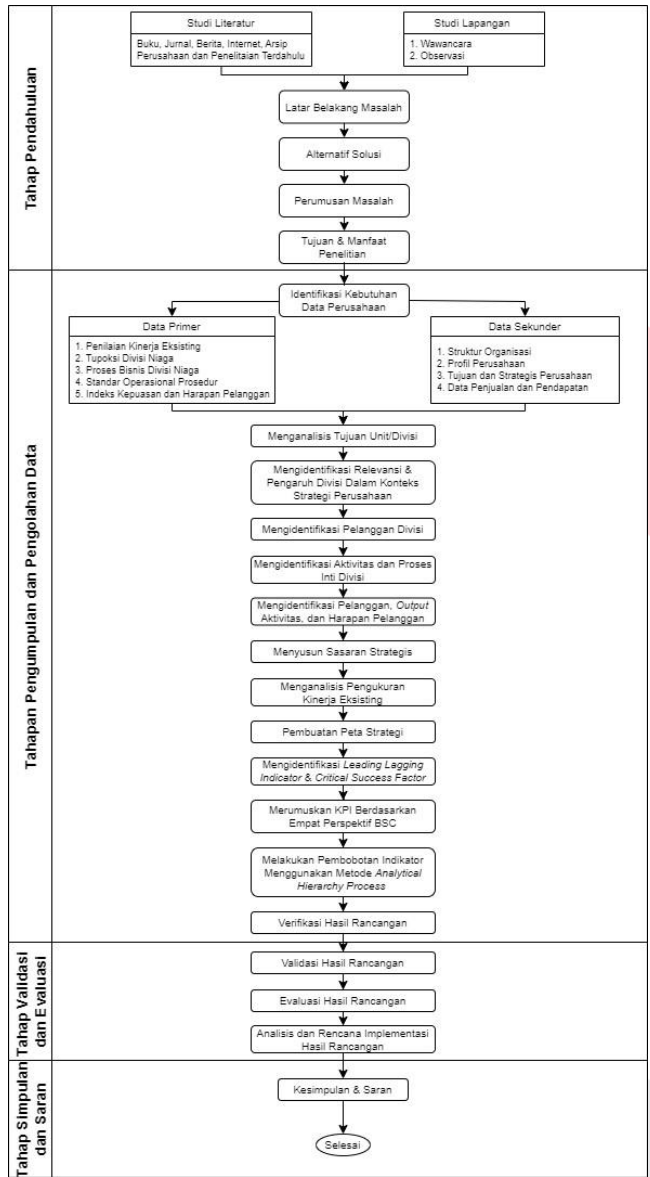 Tahap Pendahuluan
Studi Literatur
Buku, Jurnal, Berita, Internet, Arsip
Perusahaan dan Penelitaian Terdahulu
Studi Lapangan
1. Wawancara
2. Observasi
Latar Belakang Masalah
Alternatif Solusi
Perumusan Masalah
Tujuan & Manfaat
Penelitian
Tahapan Pengumpulan dan Pengolahan Data
Identifikasi Kebutuhan
Data Perusahaan
Data Primer
1. Penilaian Kinerja Eksisting
2. Tupoksi Divisi Niaga
3. Proses Bisnis Divisi Niaga
4. Standar Operasional Prosedur
5. Indeks Kepuasan dan Harapan Pelanggan
Data Sekunder
1. Struktur Organisasi
2. Profil Perusahaan
3. Tujuan dan Strategis Perusahaan
4. Data Penjualan dan Pendapatan
Menganalisis Tujuan Unit/Divisi
Mengidentifikasi Relevansi &
Pengaruh Divisi Dalam Konteks
Strategi Perusahaan
Mengidentifikasi Pelanggan Divisi
Mengidentifikasi Aktivitas dan Proses
Inti Divisi
Mengidentifikasi Pelanggan, Output
Aktivitas, dan Harapan Pelanggan
Menyusun Sasaran Strategis
Menganalisis Pengukuran
Kinerja Eksisting
Pembuatan Peta Strategi
Mengidentifikasi Leading Lagging
Indicator & Critical Success Factor
Merumuskan KPI Berdasarkan
Empat Perspektif BSC
Melakukan Pembobotan Indikator
Menggunakan Metode Analytical
Hierarchy Process
Verifikasi Hasil Rancangan
Tahap Validasi
dan Evaluasi
Validasi Hasil Rancangan
Evaluasi Hasil Rancangan
Analisis dan Rencana Implementasi
Hasil Rancangan
Tahap Simpulan
dan Saran
Kesimpulan & Saran
Selesai